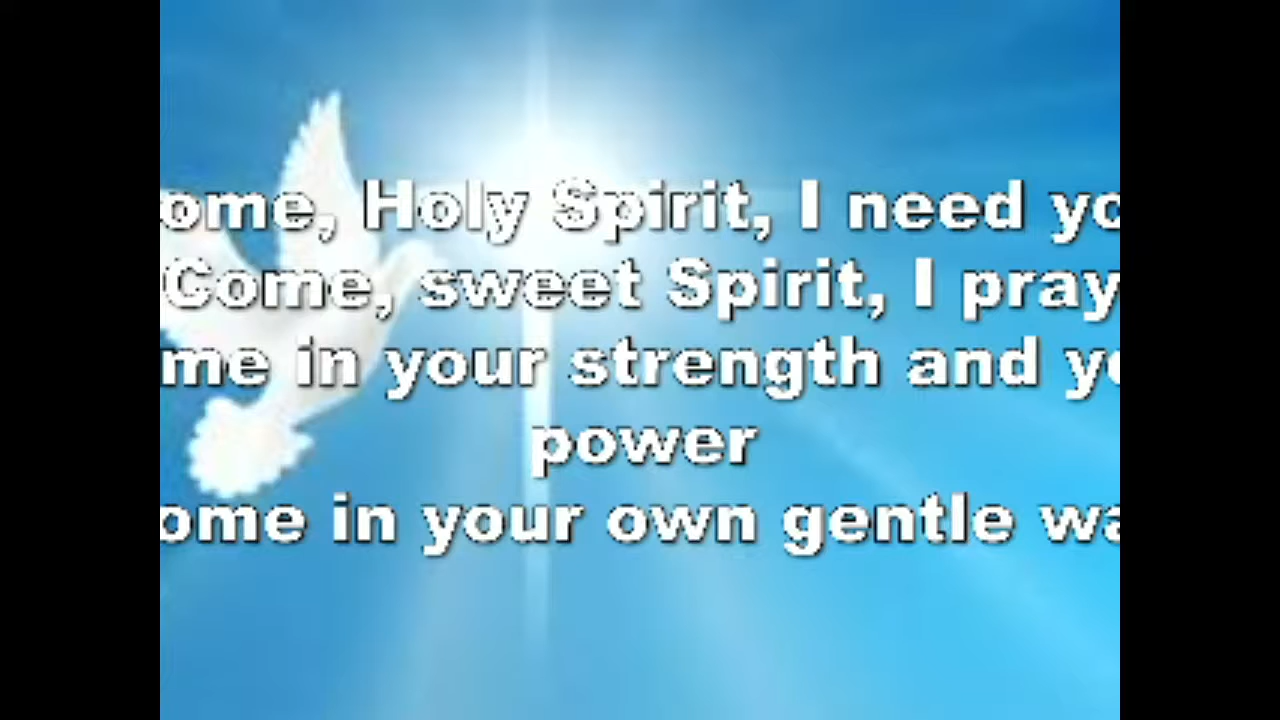 ome, Holy Spirit, I need yo
Come, sweet Spirit, I pray
me in your strength and yo
power
ome in your own gentle wa